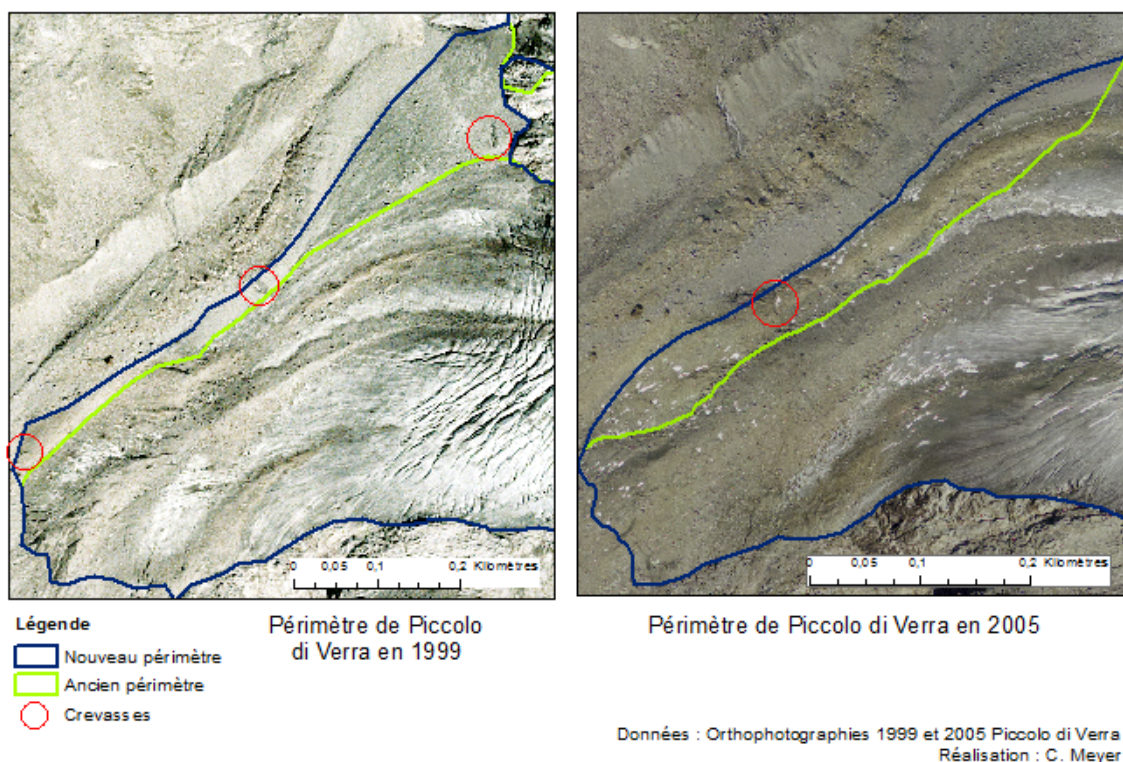 0 0,05 0,1 0,2 Kilomètres
0 0,05 0,1 0,2 Kilomètres
Légende
Nouveau périmètre
Ancien périmètre
Crevasses
Périmètre de Piccolo
di Verra en 1999
Périmètre de Piccolo di Verra en 2005
Données : Orthophotographies 1999 et 2005 Piccolo di Verra
Réalisation : C. Meyer